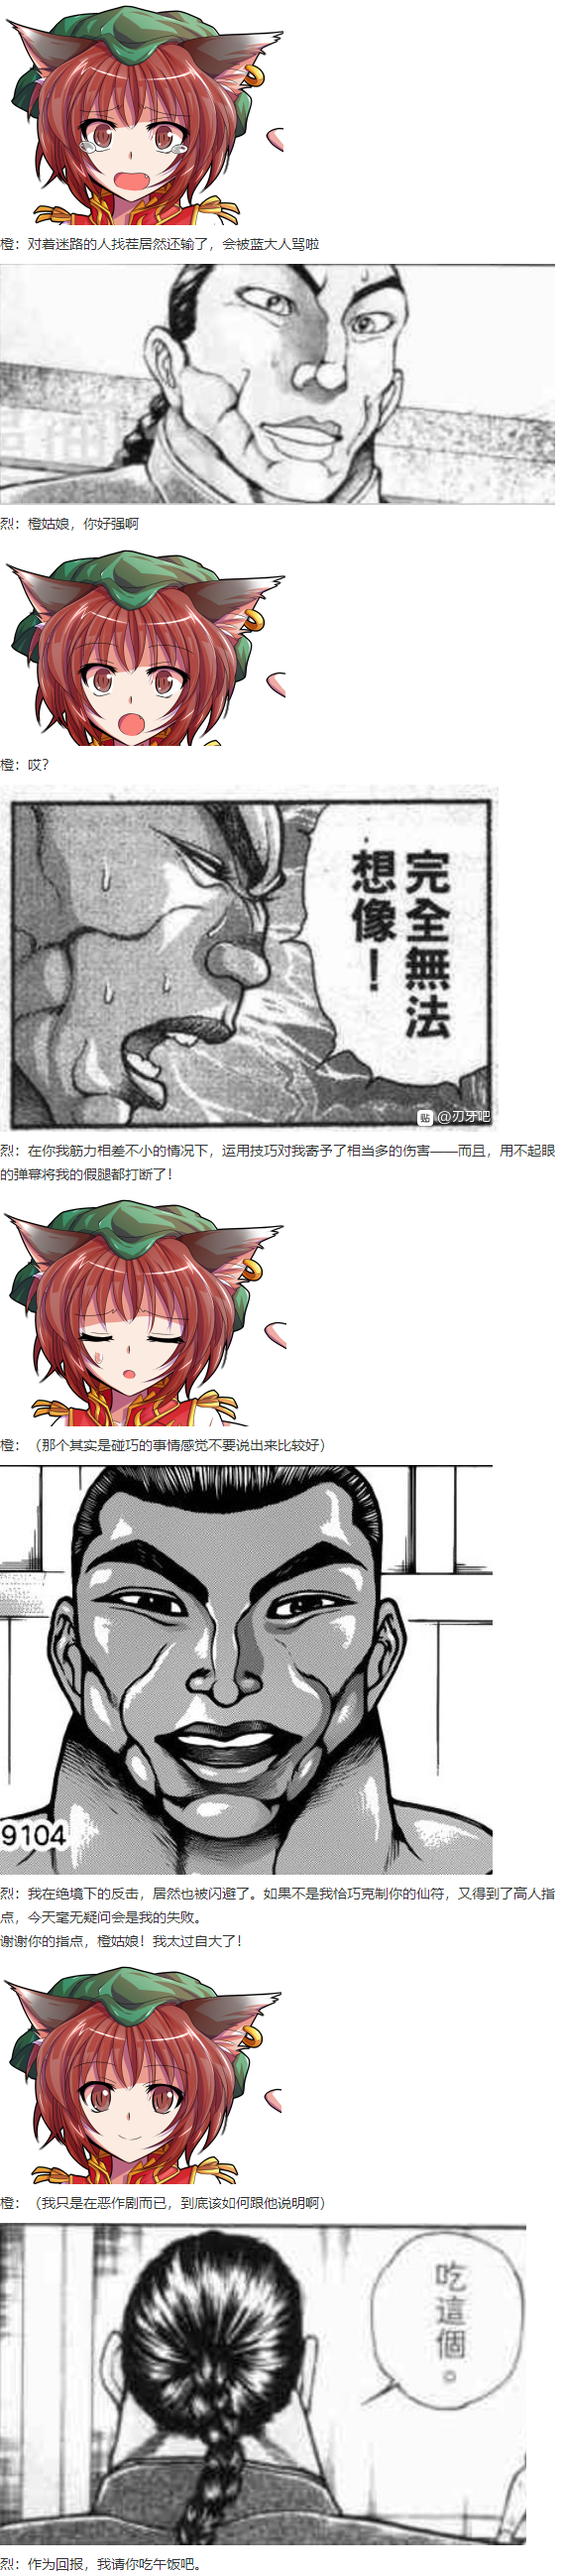 橙：对着迷路的人找茬居然还输了，会被蓝大人骂啦
烈：橙姑娘，你好强啊
橙：哎？
完全無法
想像！
贴 @刃牙吧
烈：在你我筋力相差不小的情况下，运用技巧对我寄予了相当多的伤害——而且，用不起眼
的弹幕将我的假腿都打断了！
橙：（那个其实是碰巧的事情感觉不要说出来比较好）
9104
烈：我在绝境下的反击，居然也被闪避了。如果不是我恰巧克制你的仙符，又得到了高人指
点，今天毫无疑问会是我的失败。
谢谢你的指点，橙姑娘！我太过自大了！
橙：（我只是在恶作剧而已，到底该如何跟他说明啊）
吃這個。
烈：作为回报，我请你吃午饭吧。